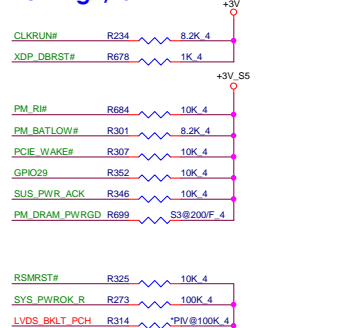 +3V
CLKRUN# R234 8.2K_4
XDP_DBRST# R678 1K_4
+3V_S5
PM_RI# R684 10K_4
PM_BATLOW# R301 8.2K_4
PCIE_WAKE# R307 10K_4
GPIO29 R352 10K_4
SUS_PWR_ACK R346 10K_4
PM_DRAM_PWRGD R699 S3@200/F_4
RSMRST# R325 10K_4
SYS_PWROK_R R273 100K_4
LVDS_BKLT_PCH R314 *PIV@100K_4